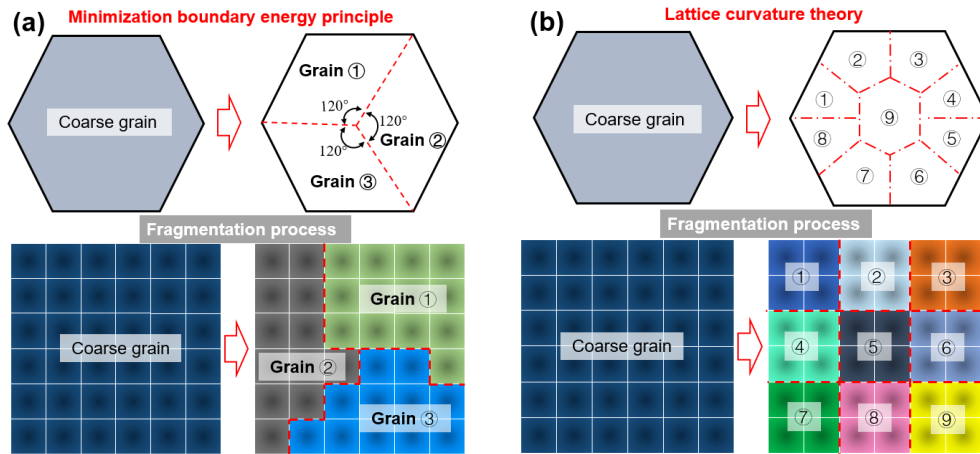 (a)
Minimization boundary energy principle
Coarse grain
Grain ①
120°
120°
120°
Grain ②
Grain ③
Fragmentation process
Coarse grain
Grain ①
Grain ②
Grain ③
(b)
Lattice curvature theory
Coarse grain
②
③
①
④
⑨
⑧
⑤
⑦
⑥
Fragmentation process
Coarse grain
①
②
③
④
⑤
⑥
⑦
⑧
⑨